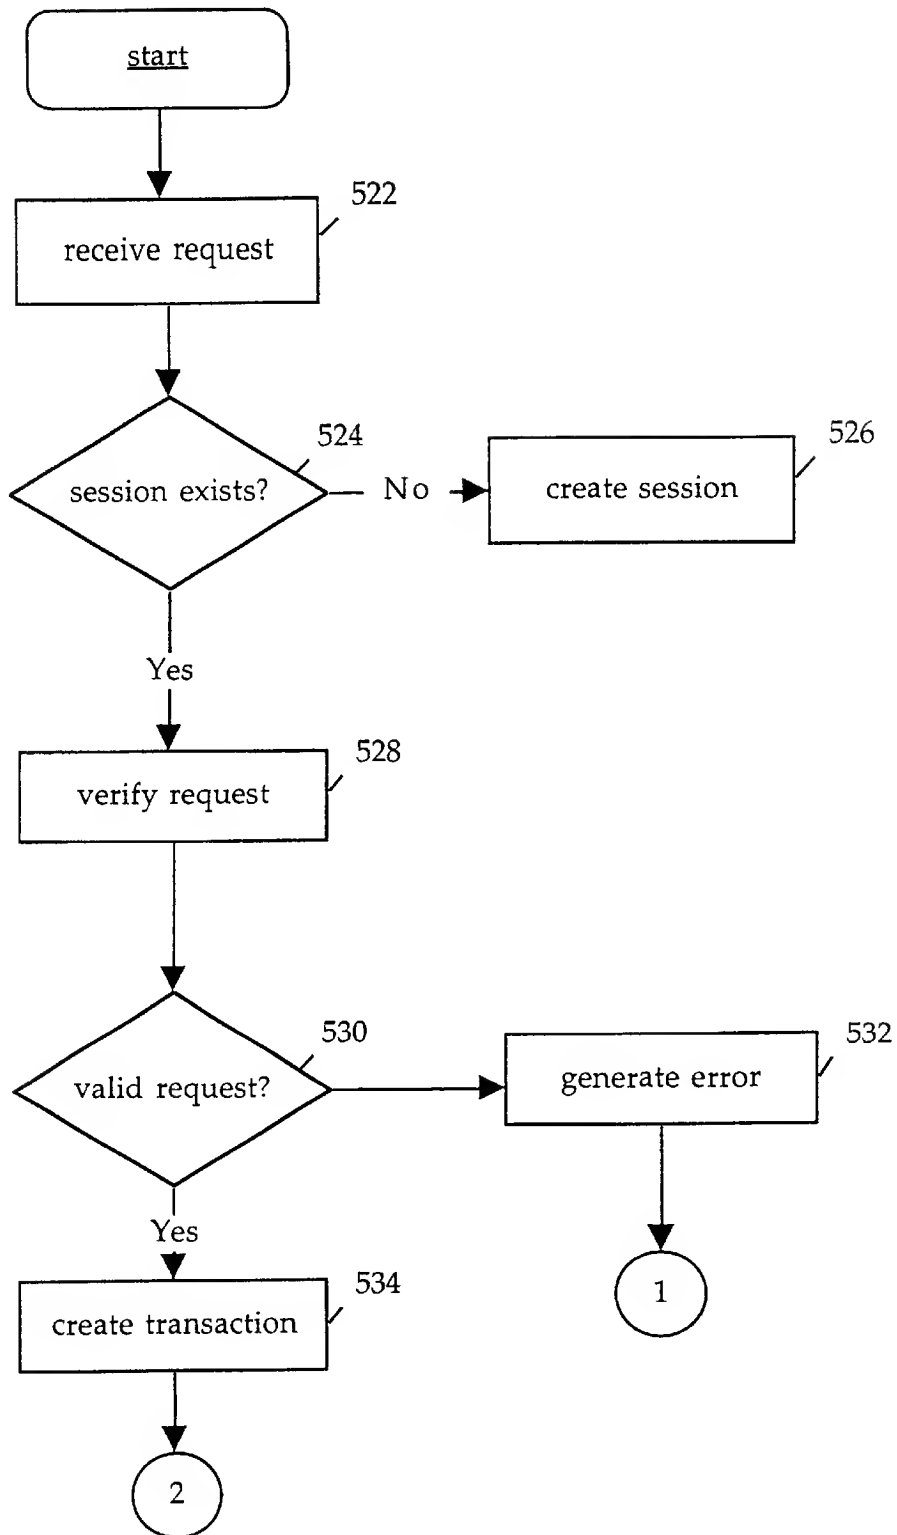 start
522
receive request
524
session exists?
No
526
create session
Yes
528
verify request
530
valid request?
532
generate error
Yes
1
534
create transaction
2